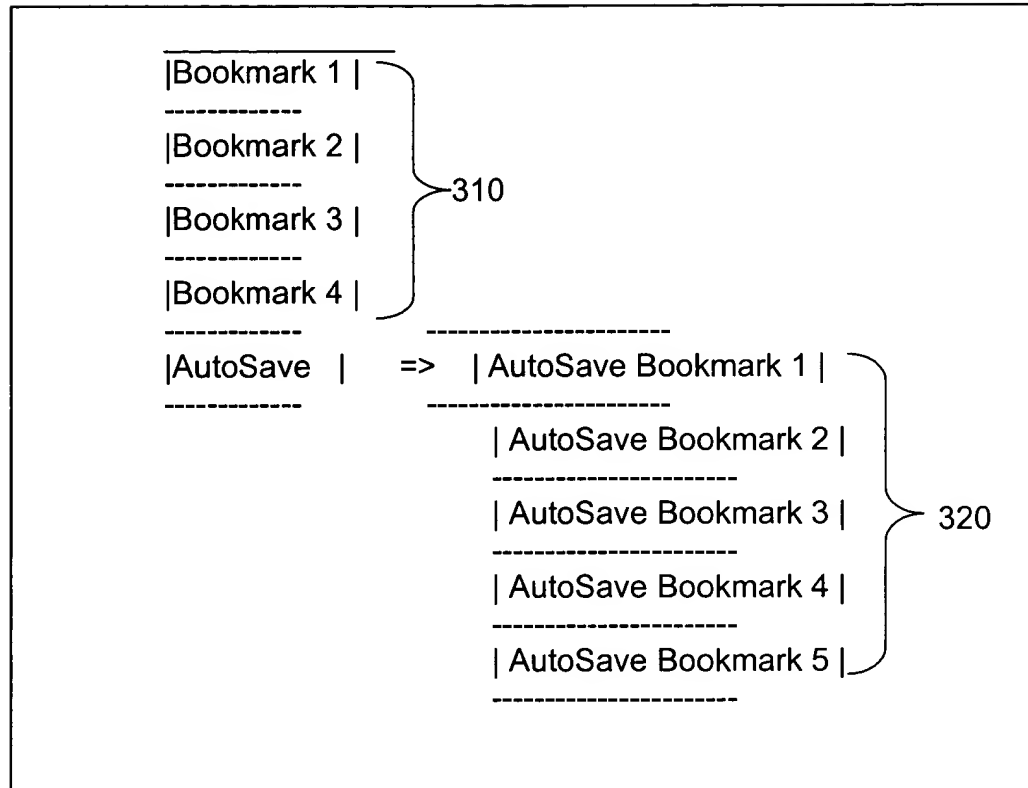 |Bookmark 1 |
-------------
|Bookmark 2 |
-------------
310
|Bookmark 3 |
-------------
|Bookmark 4 |
------------- -----------------------
|AutoSave | => | AutoSave Bookmark 1 |
------------- -----------------------
| AutoSave Bookmark 2 |
-----------------------
| AutoSave Bookmark 3 |
320
-----------------------
| AutoSave Bookmark 4 |
-----------------------
| AutoSave Bookmark 5 |
-----------------------